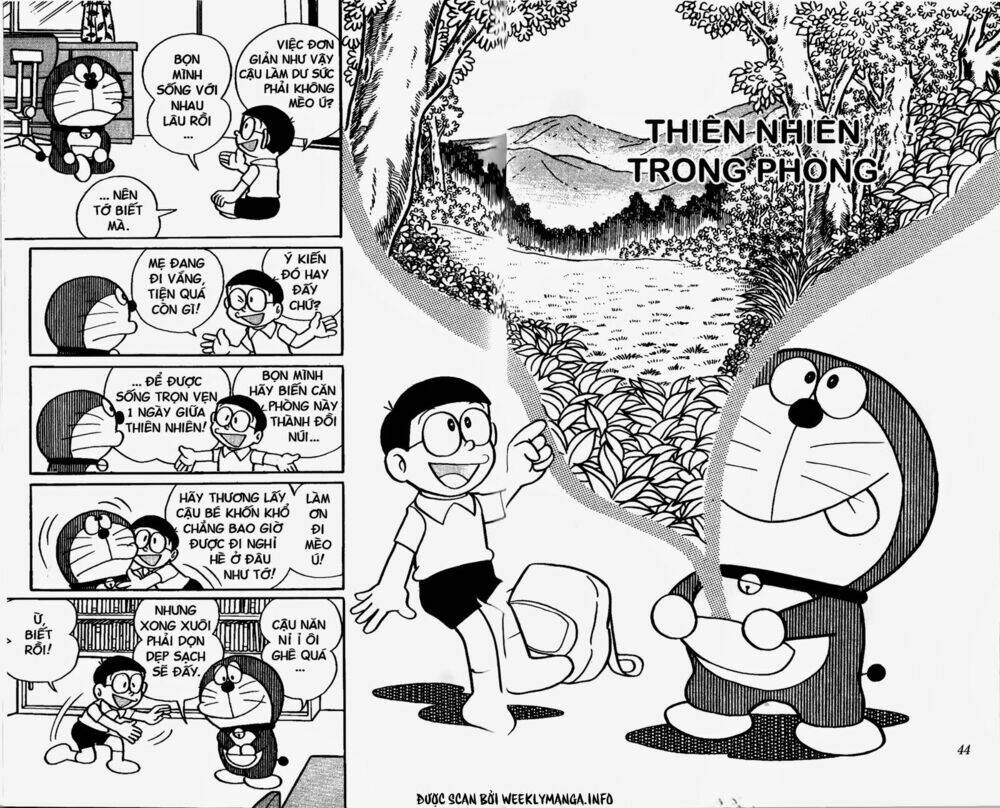 THIÊN NHIÊN
TRONG PHÒNG
44
VIỆC ĐƠN
GIẢN NHƯ VẬY
CẬU LÀM DƯ SỨC
PHẢI KHÔNG
MÈO Ú?
BỌN
MÌNH
SỐNG VỚI
NHAU
LÂU RỒI
...
... NÊN
TỚ BIẾT
MÀ.
Ý KIẾN
ĐÓ HAY
ĐẤY
CHỨ?
MẸ ĐANG
ĐI VẮNG,
TIỆN QUÁ
CÒN GÌ!
BỌN MÌNH
HÃY BIẾN CĂN
PHÒNG NÀY
THÀNH ĐỒI
NÚI...
... ĐỂ ĐƯỢC
SỐNG TRỌN VẸN
1 NGÀY GIỮA
THIÊN NHIÊN!
LÀM
ƠN
ĐI
MÈO
Ú!
HÃY THƯƠNG LẤY
CẬU BÉ KHỐN KHỔ
CHẲNG BAO GIỜ
ĐƯỢC ĐI NGHỈ
HÈ Ở ĐÂU
NHƯ TỚ!
CẬU NĂN
NỈ Ỉ ÔI
GHÊ QUÁ
...
NHƯNG
XONG XUÔI
PHẢI DỌN
DẸP SẠCH
SẼ ĐẤY.
Ừ,
BIẾT
RỒI!
ĐƯỢC SCAN BỞI WEEKLYMANGA.INFO